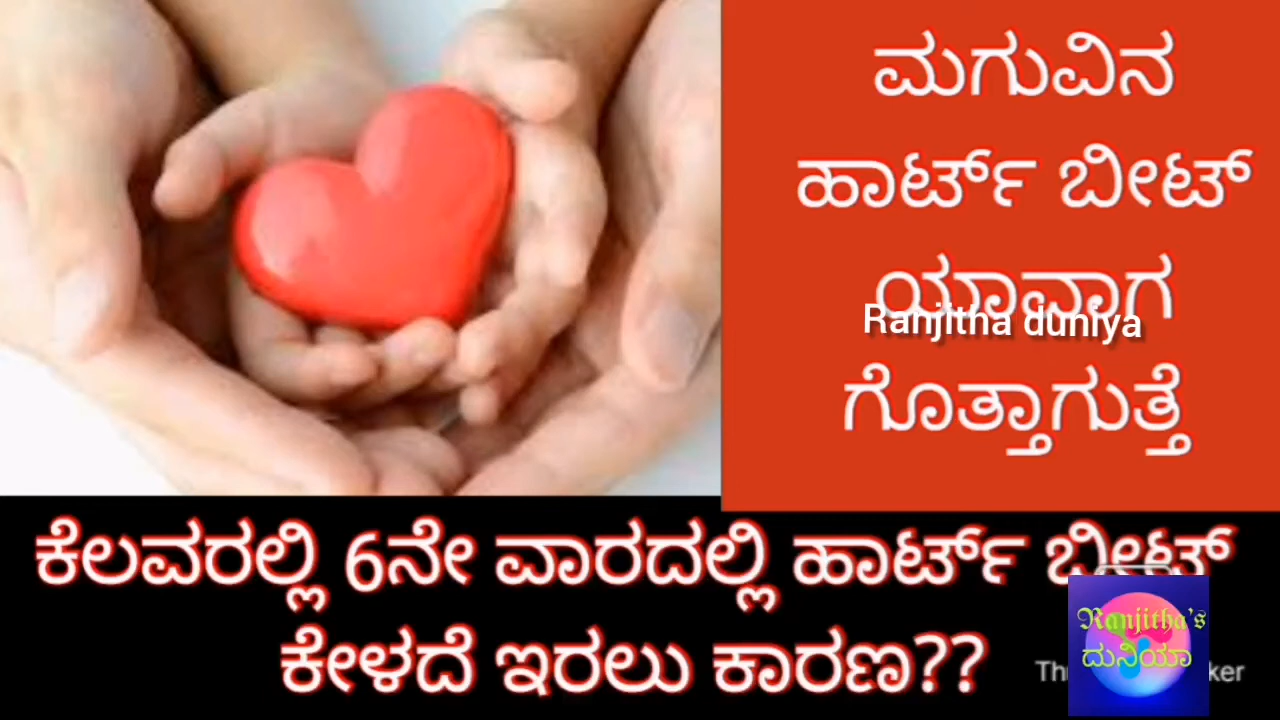 ಮಗುವಿನ
ಹಾರ್ಟ್ ಬೀಟ್
ಯಾವಾಗ
Ranjitha duniya
ಗೊತ್ತಾಗುತ್ತೆ
ಕೆಲವರಲ್ಲಿ 6ನೇ ವಾರದಲ್ಲಿ ಹಾರ್ಟ್ ಬೀಟ್
ಕೇಳದೆ ಇರಲು ಕಾರಣ??
Ranjitha's
ದುನಿಯಾ